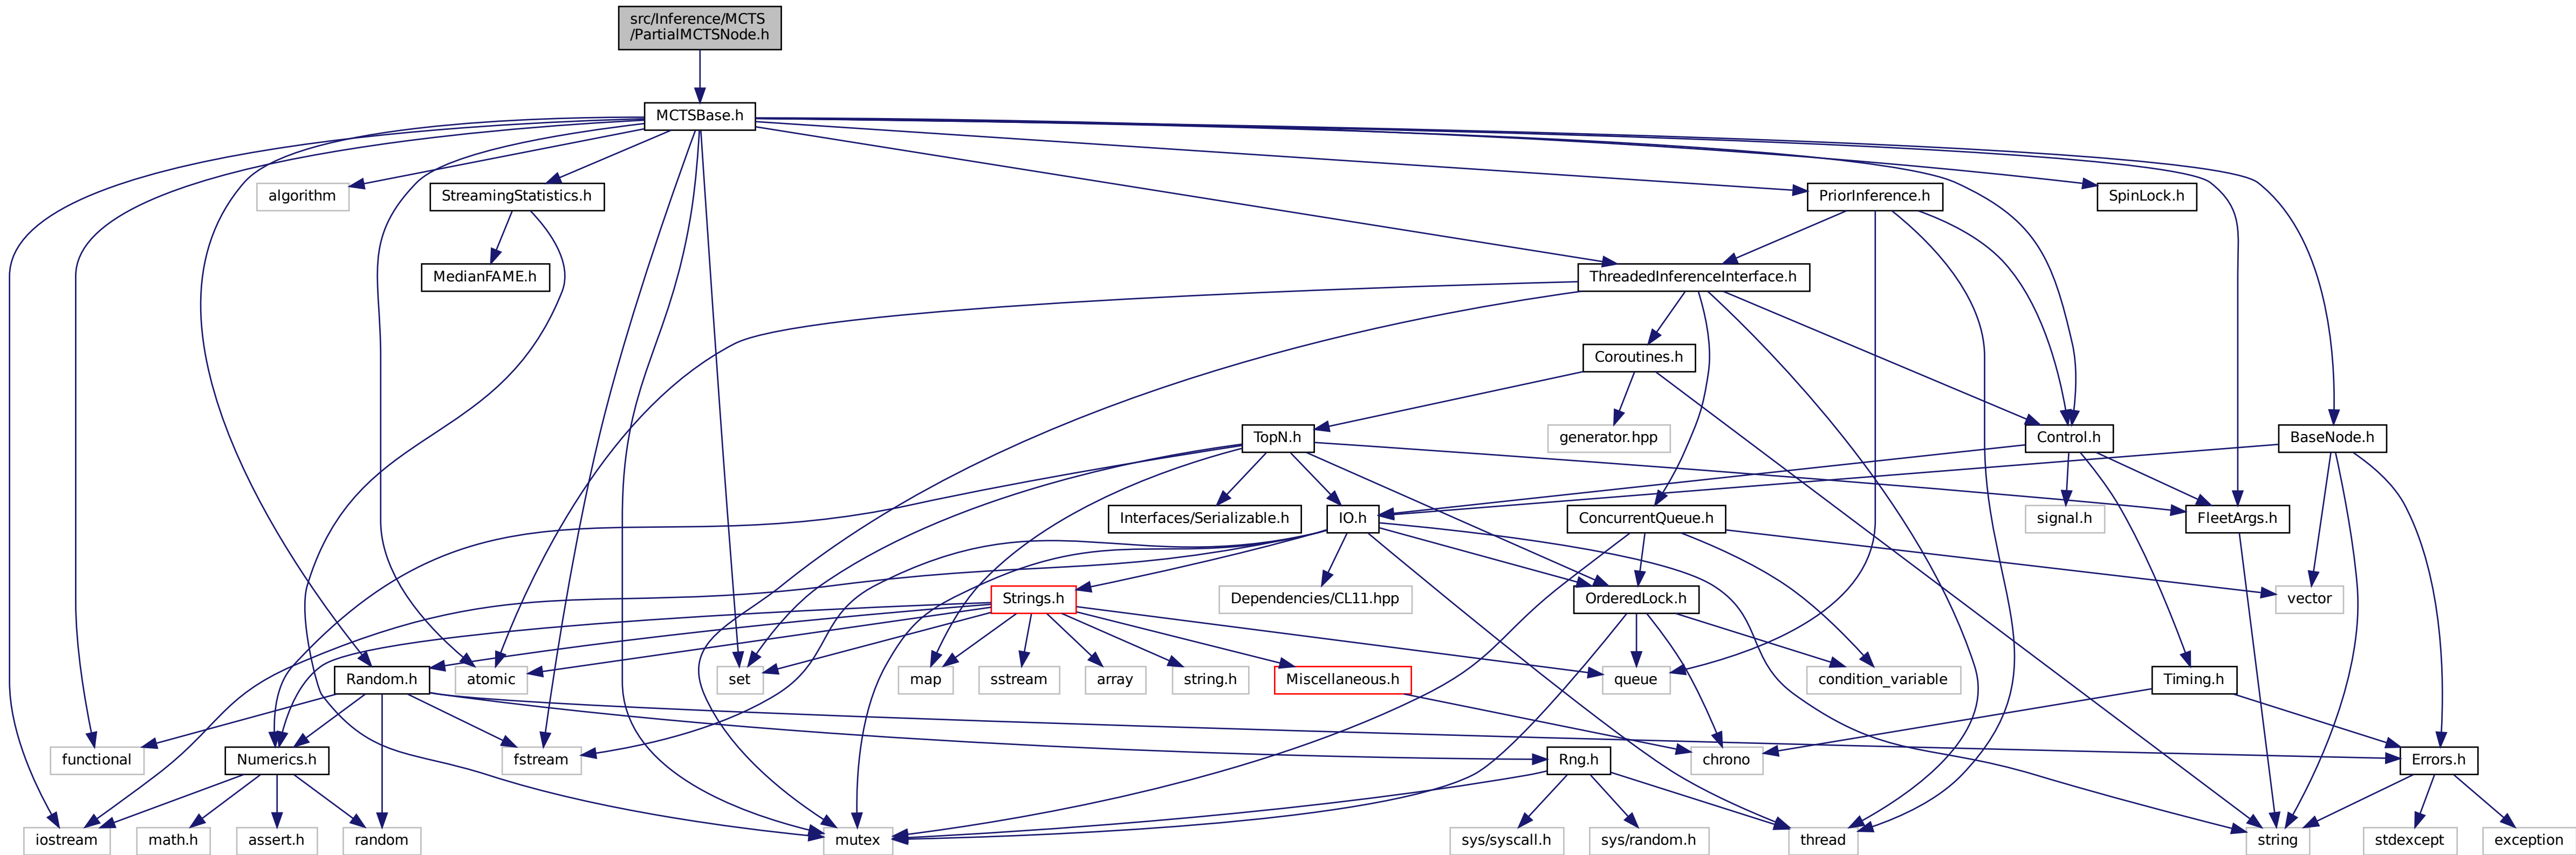 src/Inference/MCTS
/PartialMCTSNode.h
MCTSBase.h
algorithm
StreamingStatistics.h
PriorInference.h
SpinLock.h
MedianFAME.h
ThreadedInferenceInterface.h
Coroutines.h
TopN.h
generator.hpp
Control.h
BaseNode.h
Interfaces/Serializable.h
IO.h
ConcurrentQueue.h
signal.h
FleetArgs.h
Strings.h
Dependencies/CL11.hpp
OrderedLock.h
vector
Random.h
atomic
set
map
sstream
array
string.h
Miscellaneous.h
queue
condition_variable
Timing.h
functional
Numerics.h
fstream
Rng.h
chrono
Errors.h
iostream
math.h
assert.h
random
mutex
sys/syscall.h
sys/random.h
thread
string
stdexcept
exception